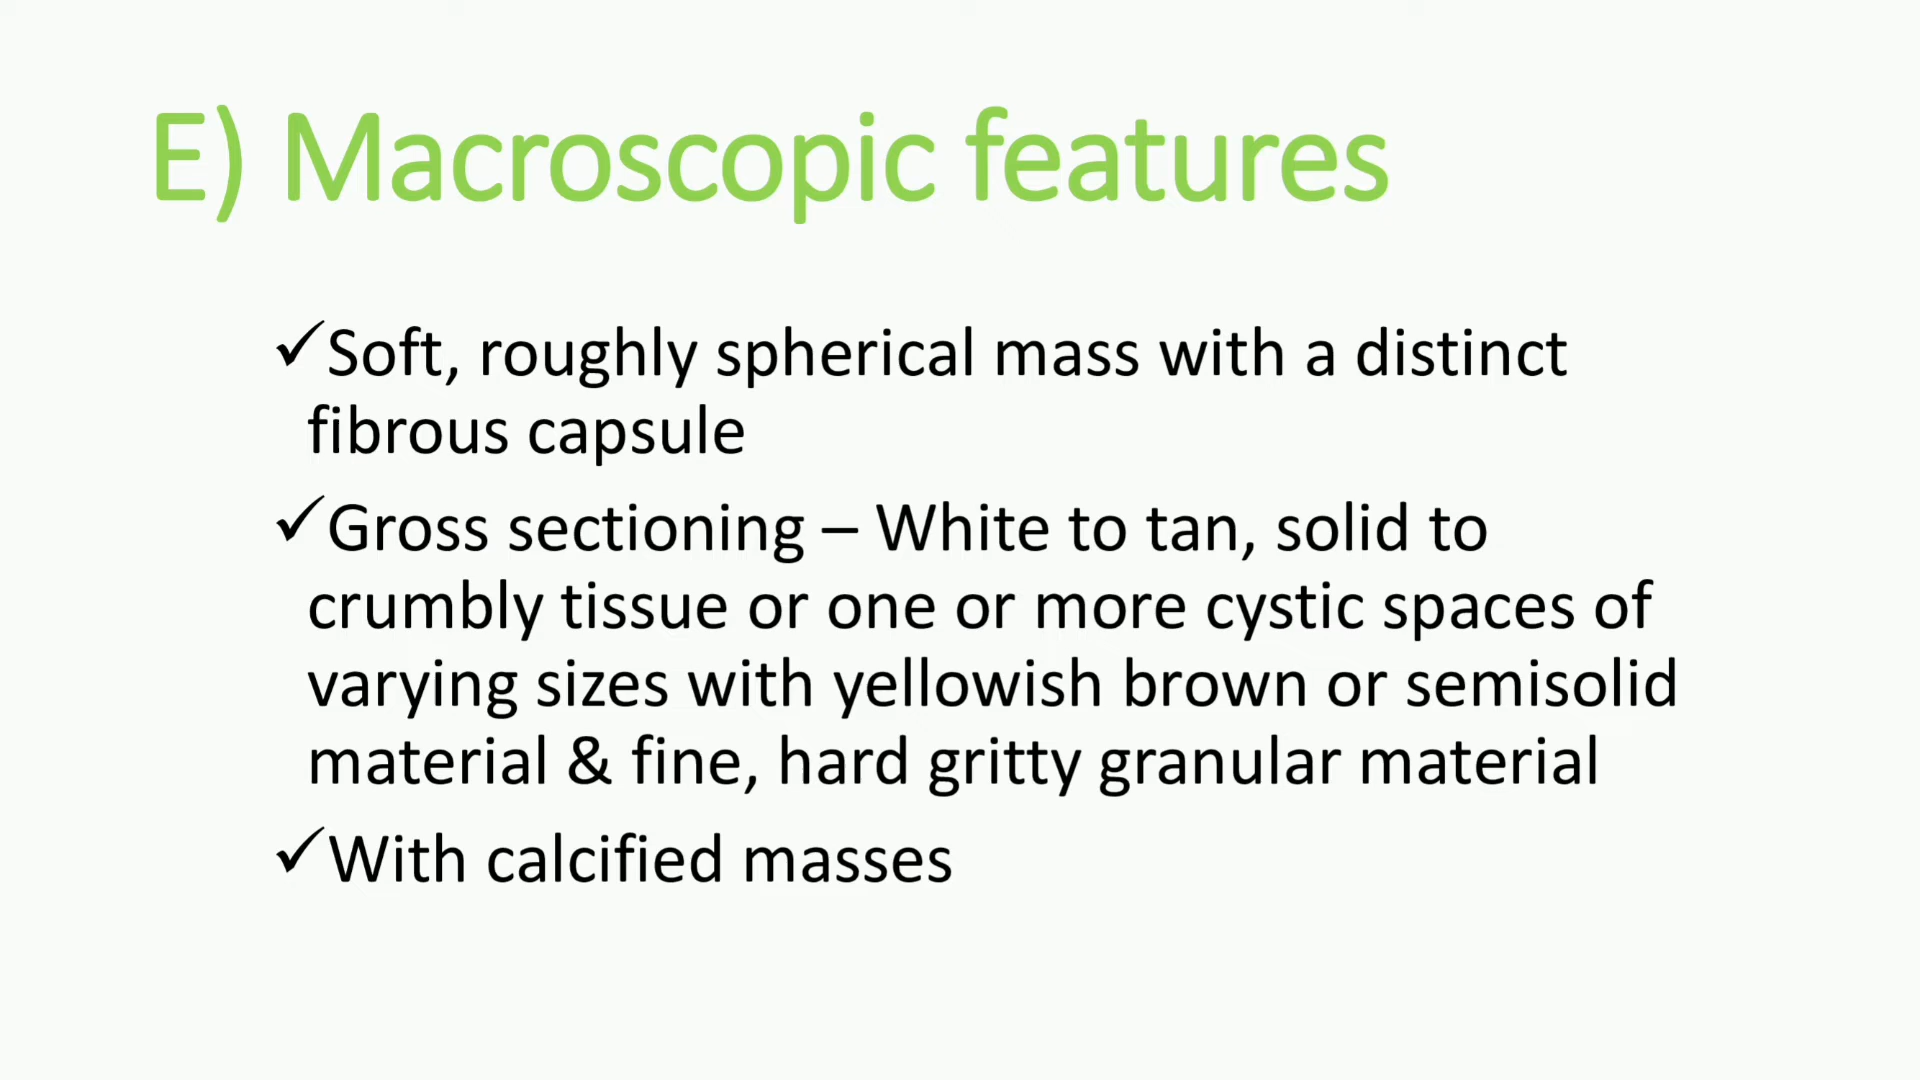 E) Macroscopic features
✓Soft, roughly spherical mass with a distinct
fibrous capsule
✓Gross sectioning – White to tan, solid to
crumbly tissue or one or more cystic spaces of
varying sizes with yellowish brown or semisolid
material & fine, hard gritty granular material
✓With calcified masses